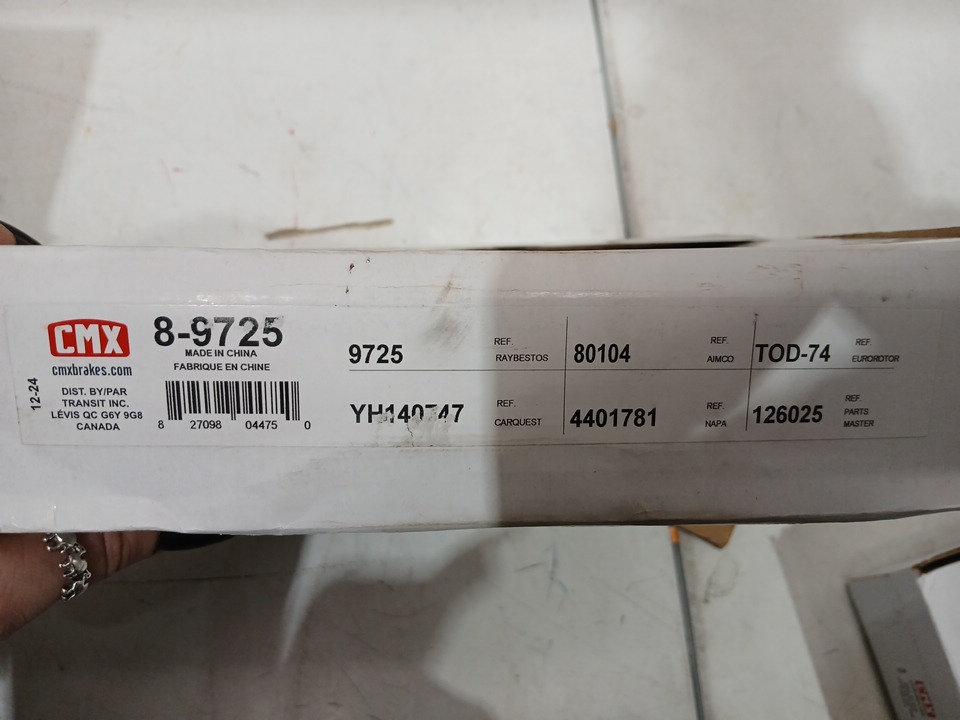 CMX
cmxbrakes.com
12-24
DIST. BY/PAR
TRANSIT INC.
LÉVIS QC G6Y 9G8
CANADA
8-9725
MADE IN CHINA
FABRIQUE EN CHINE
8 27098 04475 0
9725 REF. RAYBESTOS
80104 REF. AIMCO
TOD-74 REF. EUROROTOR
REF. CARQUEST
4401781 REF. NAPA
126025 REF. PARTS MASTER